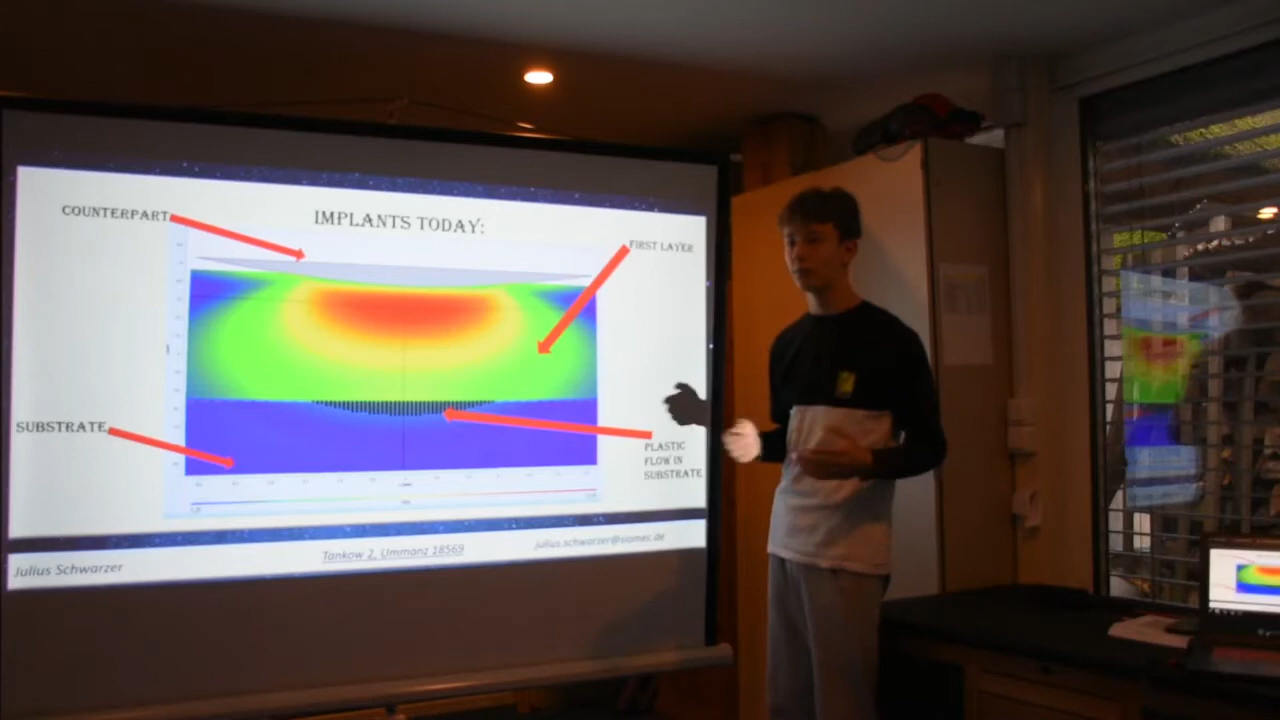 IMPLANTS TODAY:
COUNTERPART
FIRST LAYER
SUBSTRATE
PLASTIC
FLOW IN
SUBSTRATE
Julius Schwarzer
Tankow 2, Ummanz 18569
julius.schwarzer@siomec.de